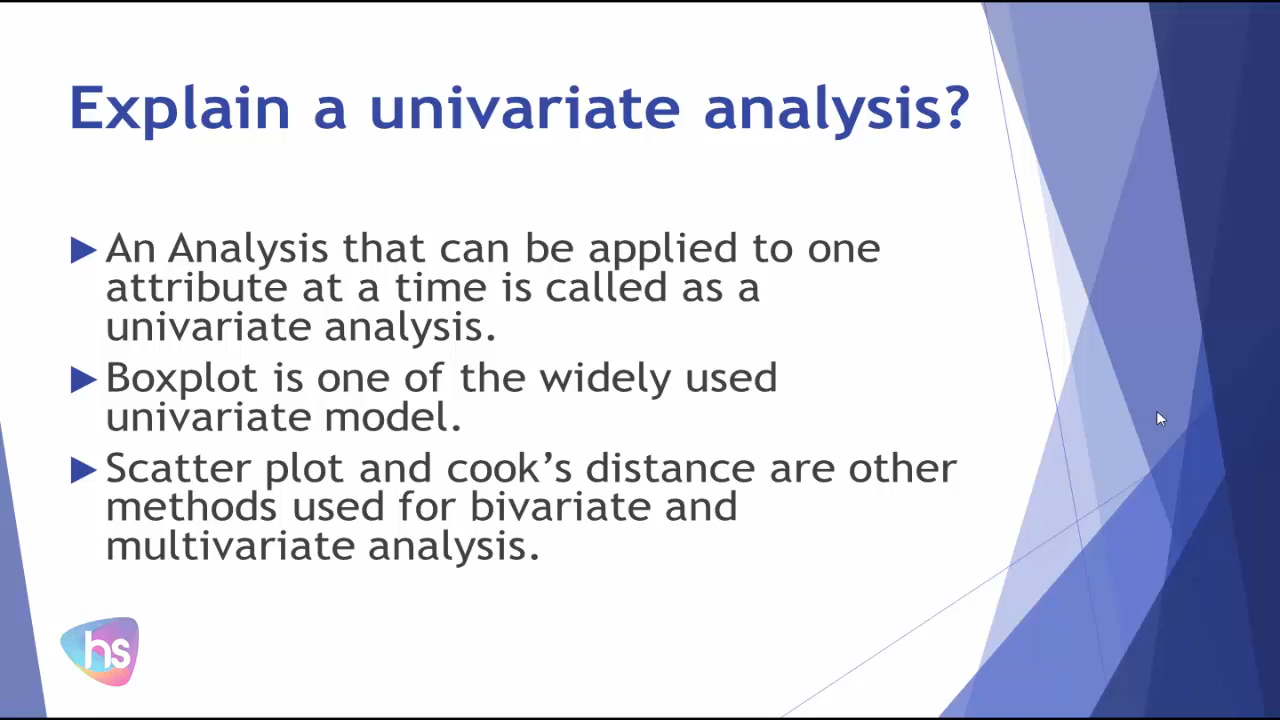 Explain a univariate analysis?
An Analysis that can be applied to one
attribute at a time is called as a
univariate analysis.
Boxplot is one of the widely used
univariate model.
Scatter plot and cook’s distance are other
methods used for bivariate and
multivariate analysis.
hs